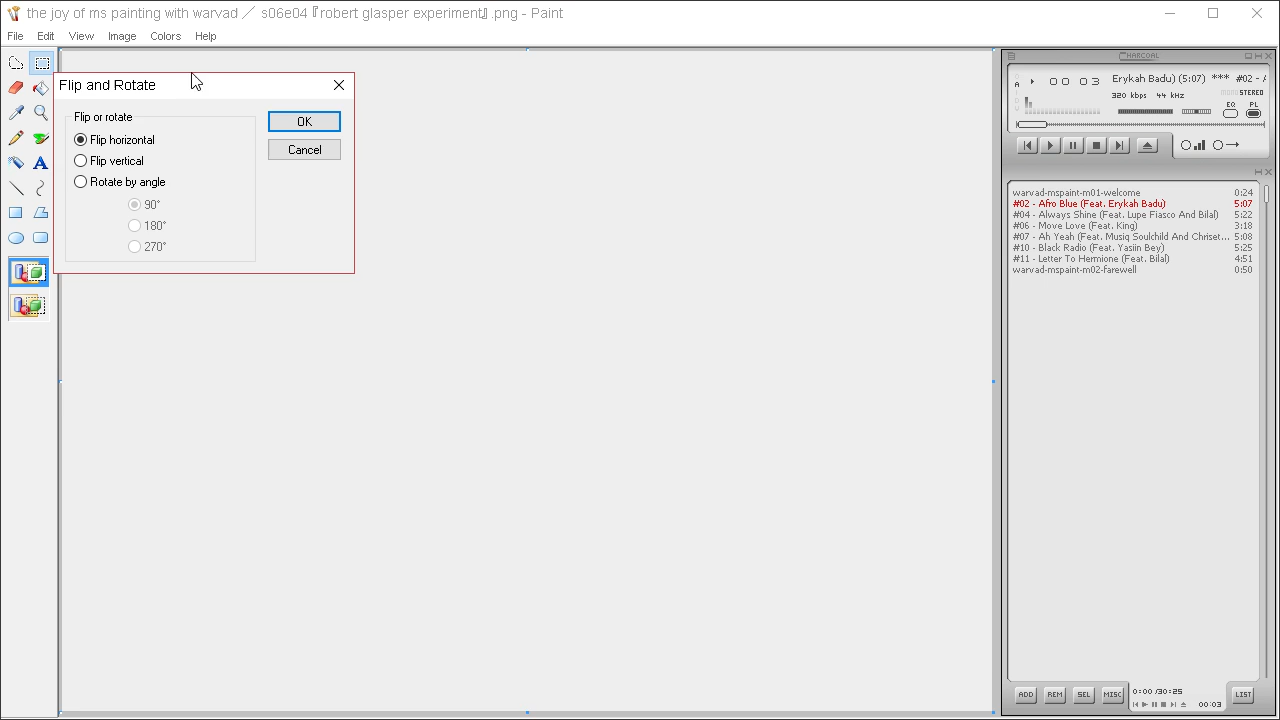 the joy of ms painting with warvad ／ s06e04『robert glasper experiment』.png - Paint
File Edit View Image Colors Help
Flip and Rotate
Flip or rotate
Flip horizontal
Flip vertical
Rotate by angle
90°
180°
270°
OK
Cancel
CHARCOAL
00 03
Erykah Badu) (5:07) *** #02 - A
320 kbps 44 kHz
MONO STEREO
EQ PL
warvad-mspaint-m01-welcome 0:24
#02 - Afro Blue (Feat. Erykah Badu) 5:07
#04 - Always Shine (Feat. Lupe Fiasco And Bilal) 5:22
#06 - Move Love (Feat. King) 3:18
#07 - Ah Yeah (Feat. Musiq Soulchild And Chriset... 5:08
#10 - Black Radio (Feat. Yasiin Bey) 5:25
#11 - Letter To Hermione (Feat. Bilal) 4:51
warvad-mspaint-m02-farewell 0:50
ADD REM SEL MISC
0:00/30:25
00:03
LIST